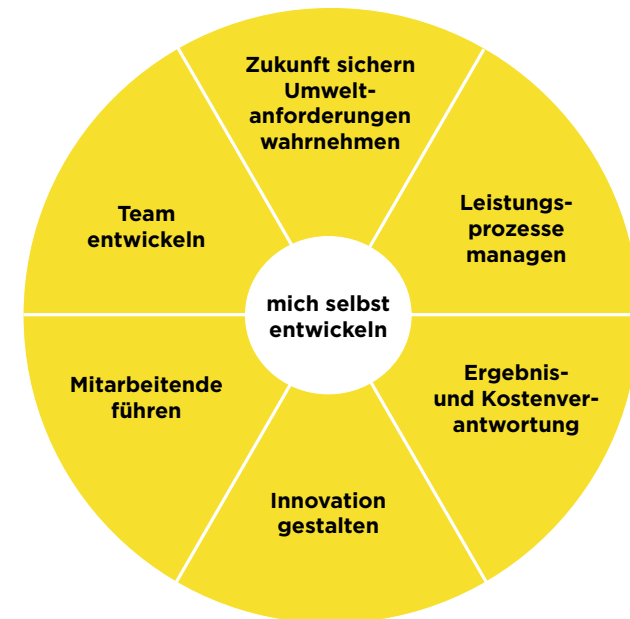 Zukunft sichern
Umwelt-
anforderungen
wahrnehmen
Leistungs-
prozesse
managen
Ergebnis-
und Kostenver-
antwortung
Innovation
gestalten
Mitarbeitende
führen
Team
entwickeln
mich selbst
entwickeln